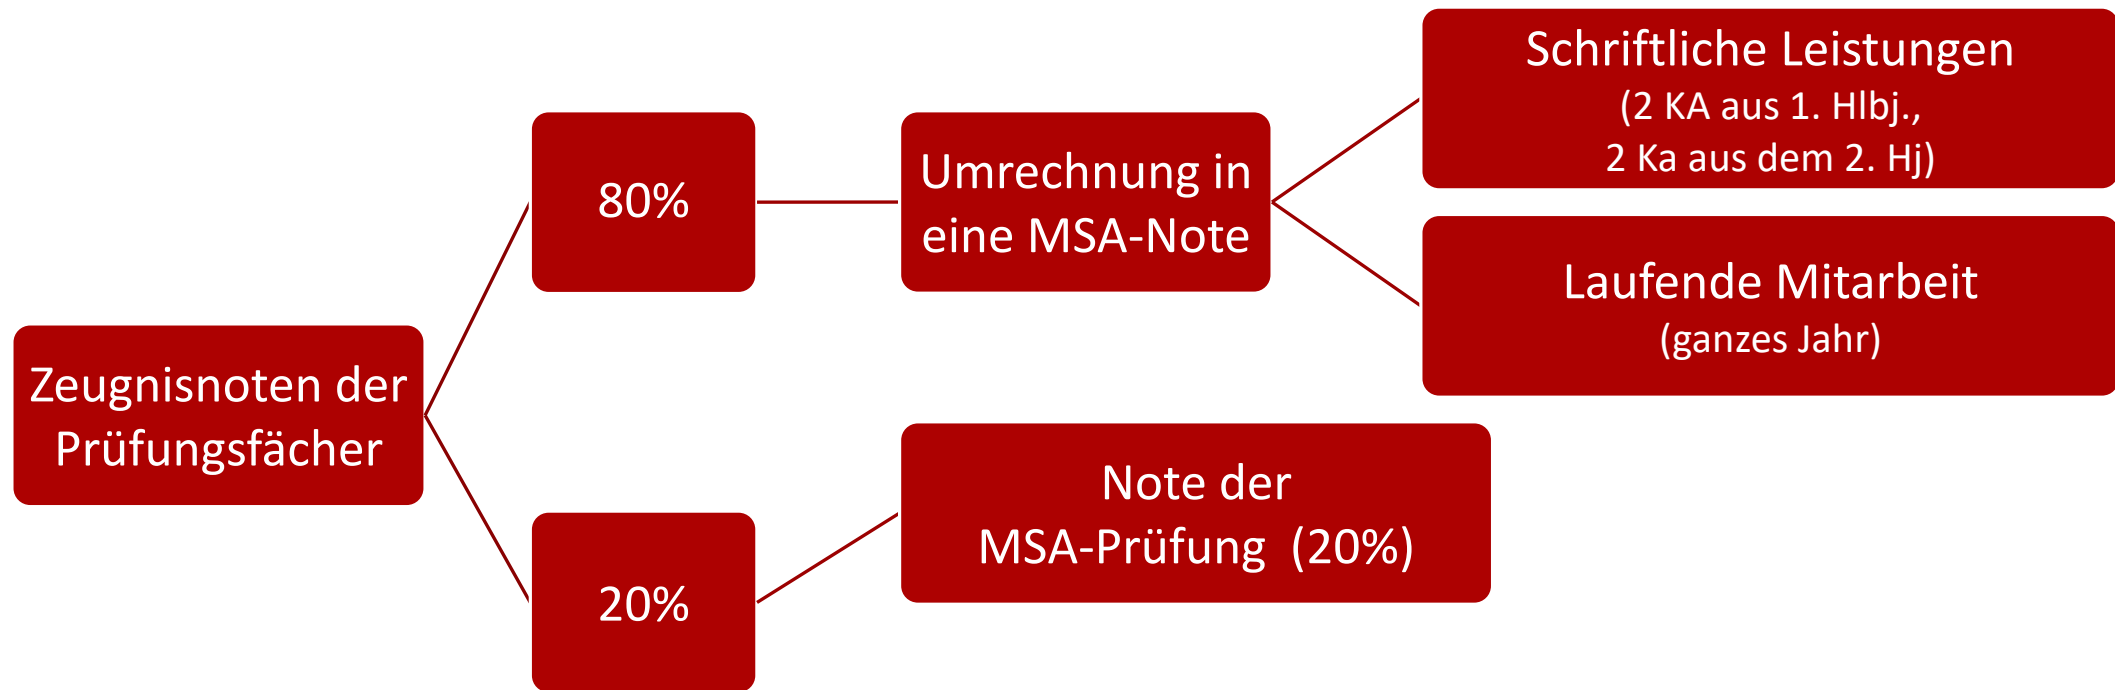 Zeugnisnoten der
Prüfungsfächer
80%
Umrechnung in
eine MSA-Note
Schriftliche Leistungen
(2 KA aus 1. Hlbj.,
2 Ka aus dem 2. Hj)
Laufende Mitarbeit
(ganzes Jahr)
20%
Note der
MSA-Prüfung (20%)